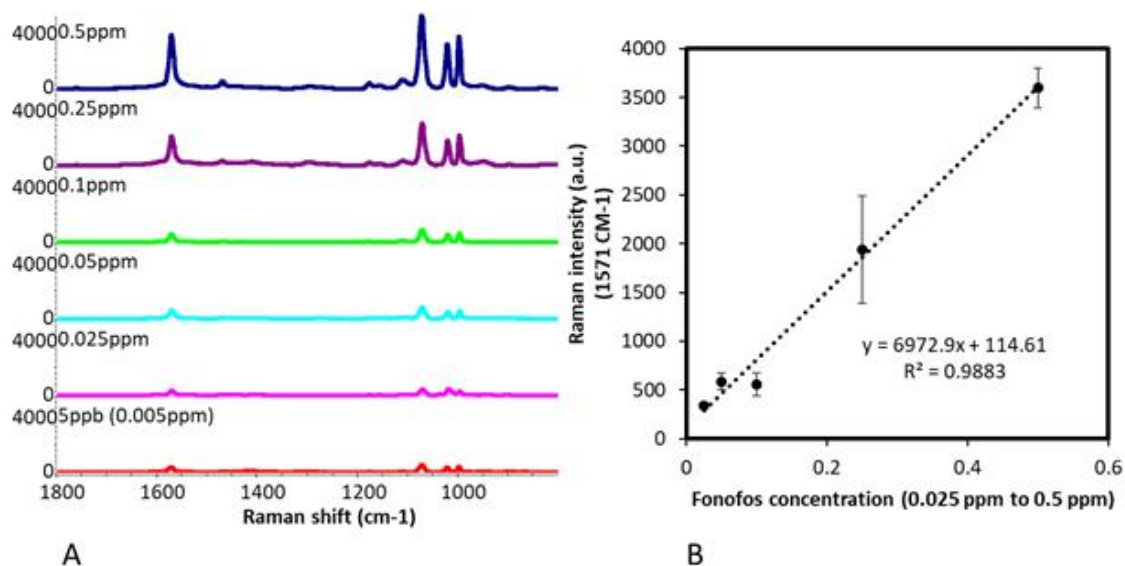 40000.5ppm
0
40000.25ppm
0
40000.1ppm
0
40000.05ppm
0
40000.025ppm
0
40005ppb (0.005ppm)
0
1800 1600 1400 1200 1000
Raman shift (cm-1)
A
4000
3500
3000
2500
2000
1500
1000
500
0
Raman intensity (a.u.)
(1571 CM-1)
y = 6972.9x + 114.61
R² = 0.9883
0 0.2 0.4 0.6
Fonofos concentration (0.025 ppm to 0.5 ppm)
B